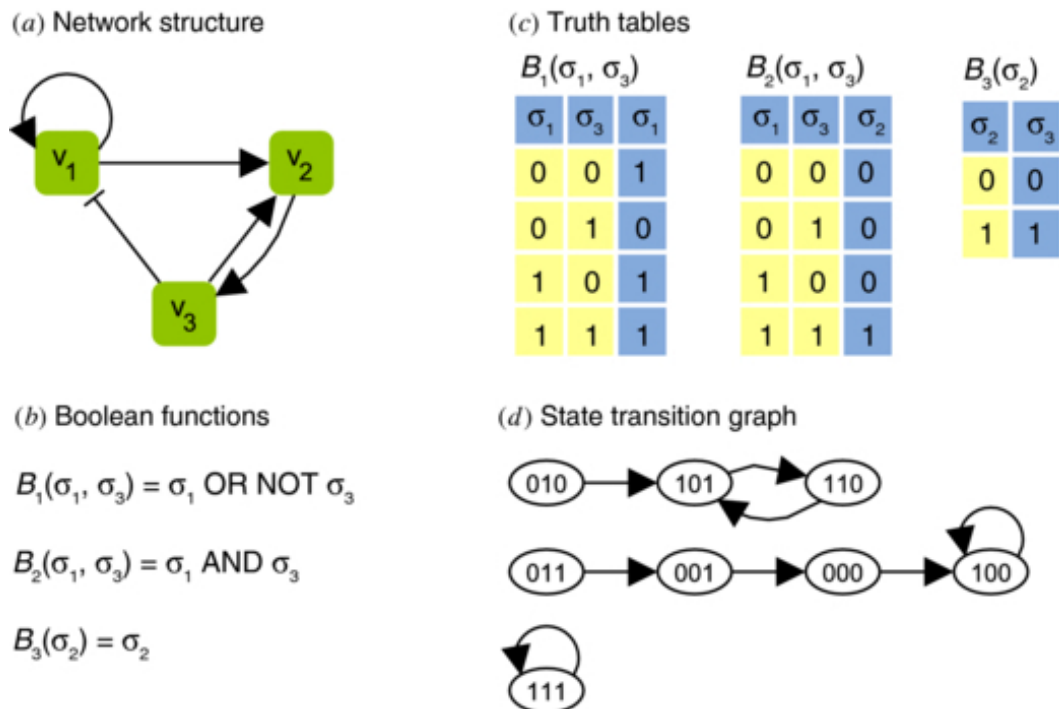 (a) Network structure
v₁
v₂
v₃
(b) Boolean functions
B₁(σ₁, σ₃) = σ₁ OR NOT σ₃
B₂(σ₁, σ₃) = σ₁ AND σ₃
B₃(σ₂) = σ₂
(c) Truth tables
B₁(σ₁, σ₃)
σ₁ σ₃ σ₁
0 0 1
0 1 0
1 0 1
1 1 1
B₂(σ₁, σ₃)
σ₁ σ₃ σ₂
0 0 0
0 1 0
1 0 0
1 1 1
B₃(σ₂)
σ₂ σ₃
0 0
1 1
(d) State transition graph
010 101 110
011 001 000 100
111